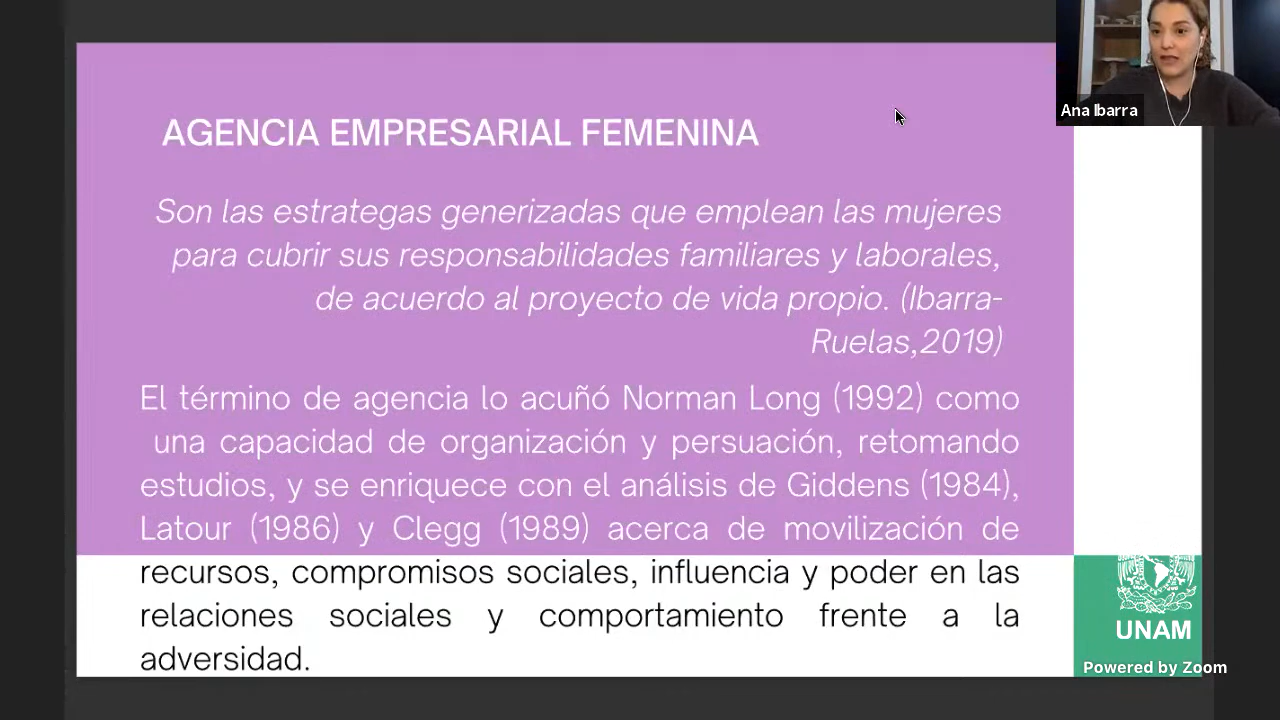 AGENCIA EMPRESARIAL FEMENINA
Son las estrategas generizadas que emplean las mujeres
para cubrir sus responsabilidades familiares y laborales,
de acuerdo al proyecto de vida propio. (Ibarra-
Ruelas,2019)
El término de agencia lo acuñó Norman Long (1992) como
una capacidad de organización y persuación, retomando
estudios, y se enriquece con el análisis de Giddens (1984),
Latour (1986) y Clegg (1989) acerca de movilización de
recursos, compromisos sociales, influencia y poder en las
relaciones sociales y comportamiento frente a la
adversidad.
Ana Ibarra
UNAM
Powered by Zoom